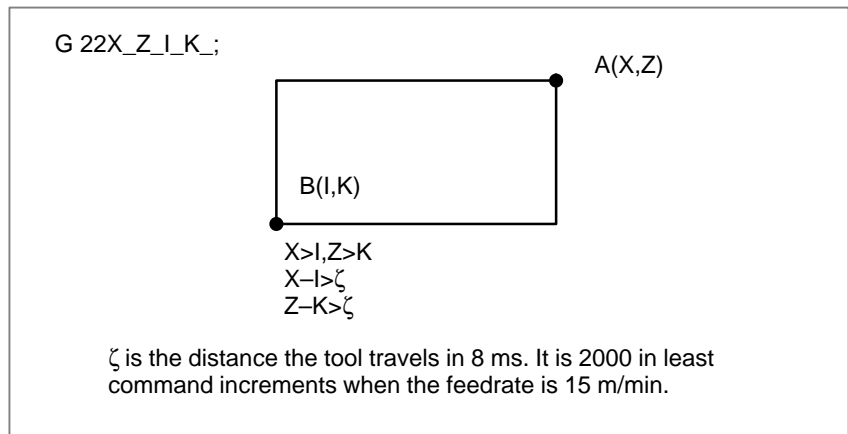 G 22X_Z_I_K_;
A(X,Z)
B(I,K)
X>I,Z>K
X–I>ζ
Z–K>ζ
ζ is the distance the tool travels in 8 ms. It is 2000 in least
command increments when the feedrate is 15 m/min.